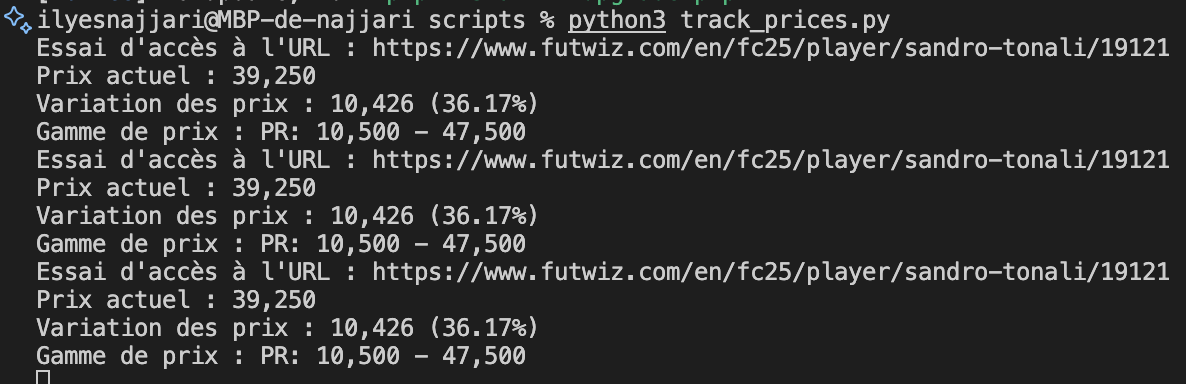 ilyesnajjari@MBP-de-najjari scripts % python3 track_prices.py
Essai d'accès à l'URL : https://www.futwiz.com/en/fc25/player/sandro-tonali/19121
Prix actuel : 39,250
Variation des prix : 10,426 (36.17%)
Gamme de prix : PR: 10,500 - 47,500
Essai d'accès à l'URL : https://www.futwiz.com/en/fc25/player/sandro-tonali/19121
Prix actuel : 39,250
Variation des prix : 10,426 (36.17%)
Gamme de prix : PR: 10,500 - 47,500
Essai d'accès à l'URL : https://www.futwiz.com/en/fc25/player/sandro-tonali/19121
Prix actuel : 39,250
Variation des prix : 10,426 (36.17%)
Gamme de prix : PR: 10,500 - 47,500